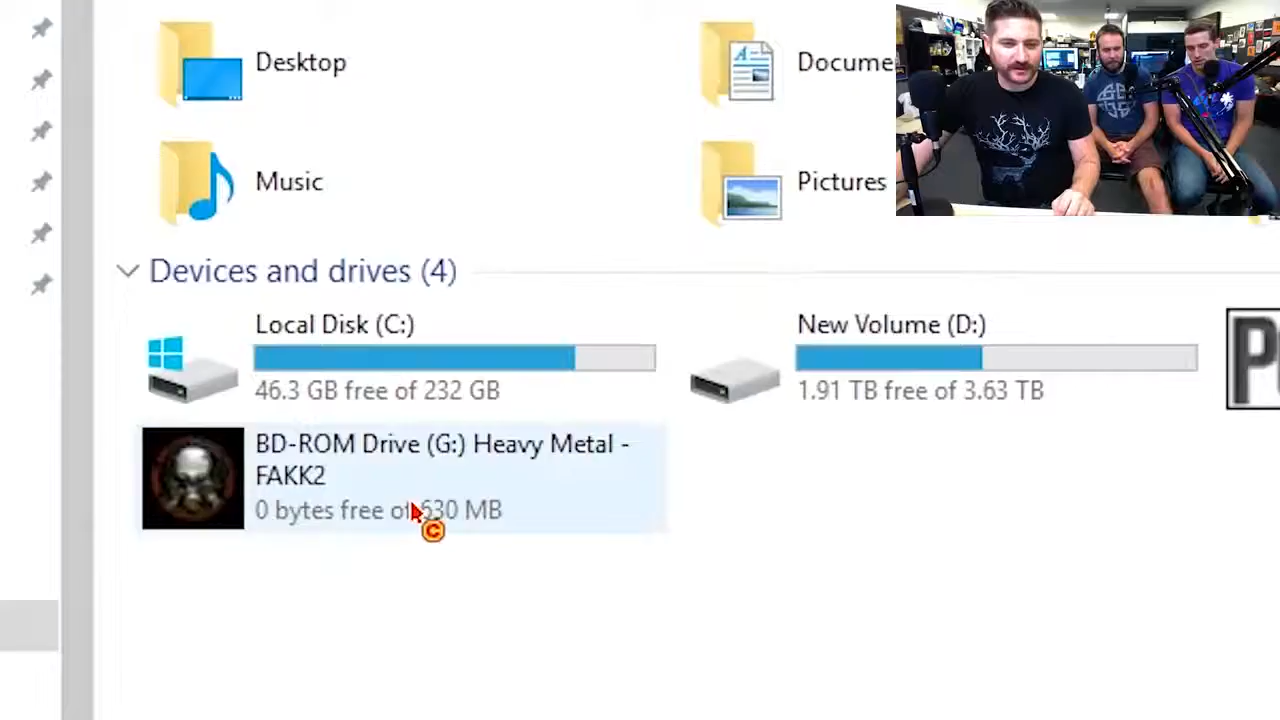 Desktop
Docume
Music
Pictures
Devices and drives (4)
Local Disk (C:)
46.3 GB free of 232 GB
New Volume (D:)
1.91 TB free of 3.63 TB
BD-ROM Drive (G:) Heavy Metal -
FAKK2
0 bytes free of 630 MB
C